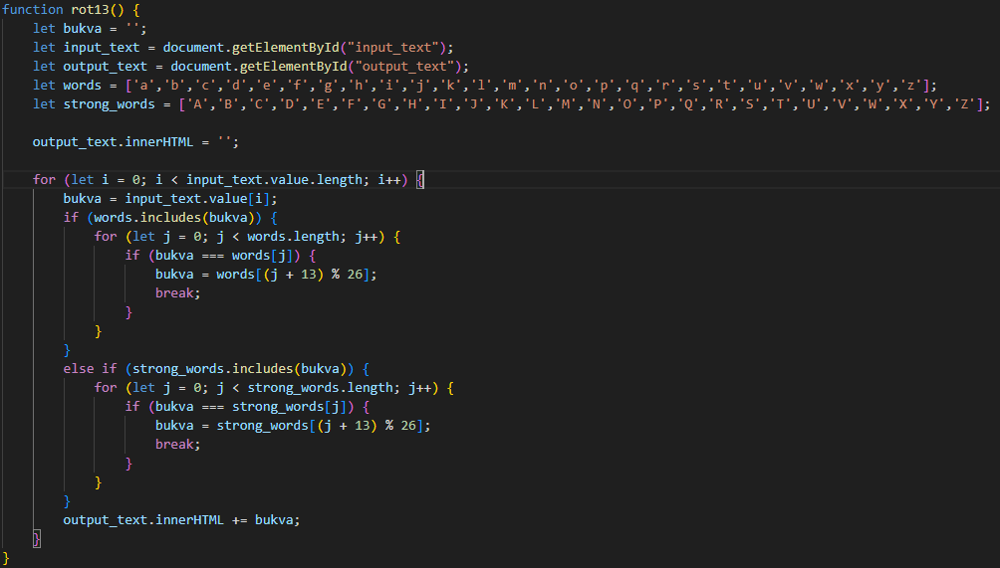 function rot13() {
    let bukva = '';
    let input_text = document.getElementById("input_text");
    let output_text = document.getElementById("output_text");
    let words = ['a','b','c','d','e','f','g','h','i','j','k','l','m','n','o','p','q','r','s','t','u','v','w','x','y','z'];
    let strong_words = ['A','B','C','D','E','F','G','H','I','J','K','L','M','N','O','P','Q','R','S','T','U','V','W','X','Y','Z'];

    output_text.innerHTML = '';

    for (let i = 0; i < input_text.value.length; i++) {
        bukva = input_text.value[i];
        if (words.includes(bukva)) {
            for (let j = 0; j < words.length; j++) {
                if (bukva === words[j]) {
                    bukva = words[(j + 13) % 26];
                    break;
                }
            }
        }
        else if (strong_words.includes(bukva)) {
            for (let j = 0; j < strong_words.length; j++) {
                if (bukva === strong_words[j]) {
                    bukva = strong_words[(j + 13) % 26];
                    break;
                }
            }
        }
        output_text.innerHTML += bukva;
    }
}